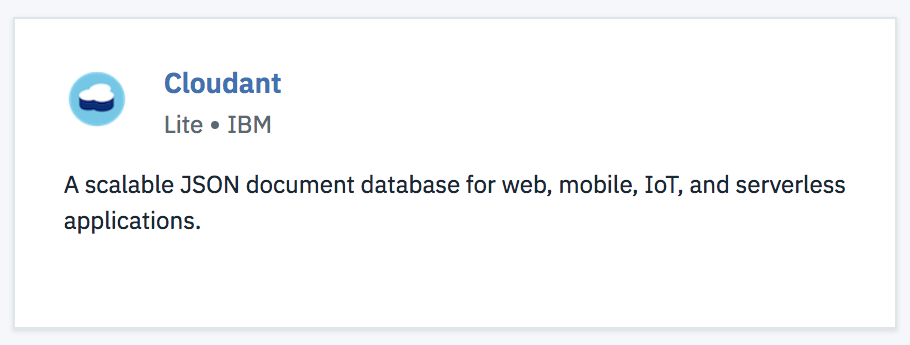 Cloudant
Lite • IBM
A scalable JSON document database for web, mobile, IoT, and serverless
applications.